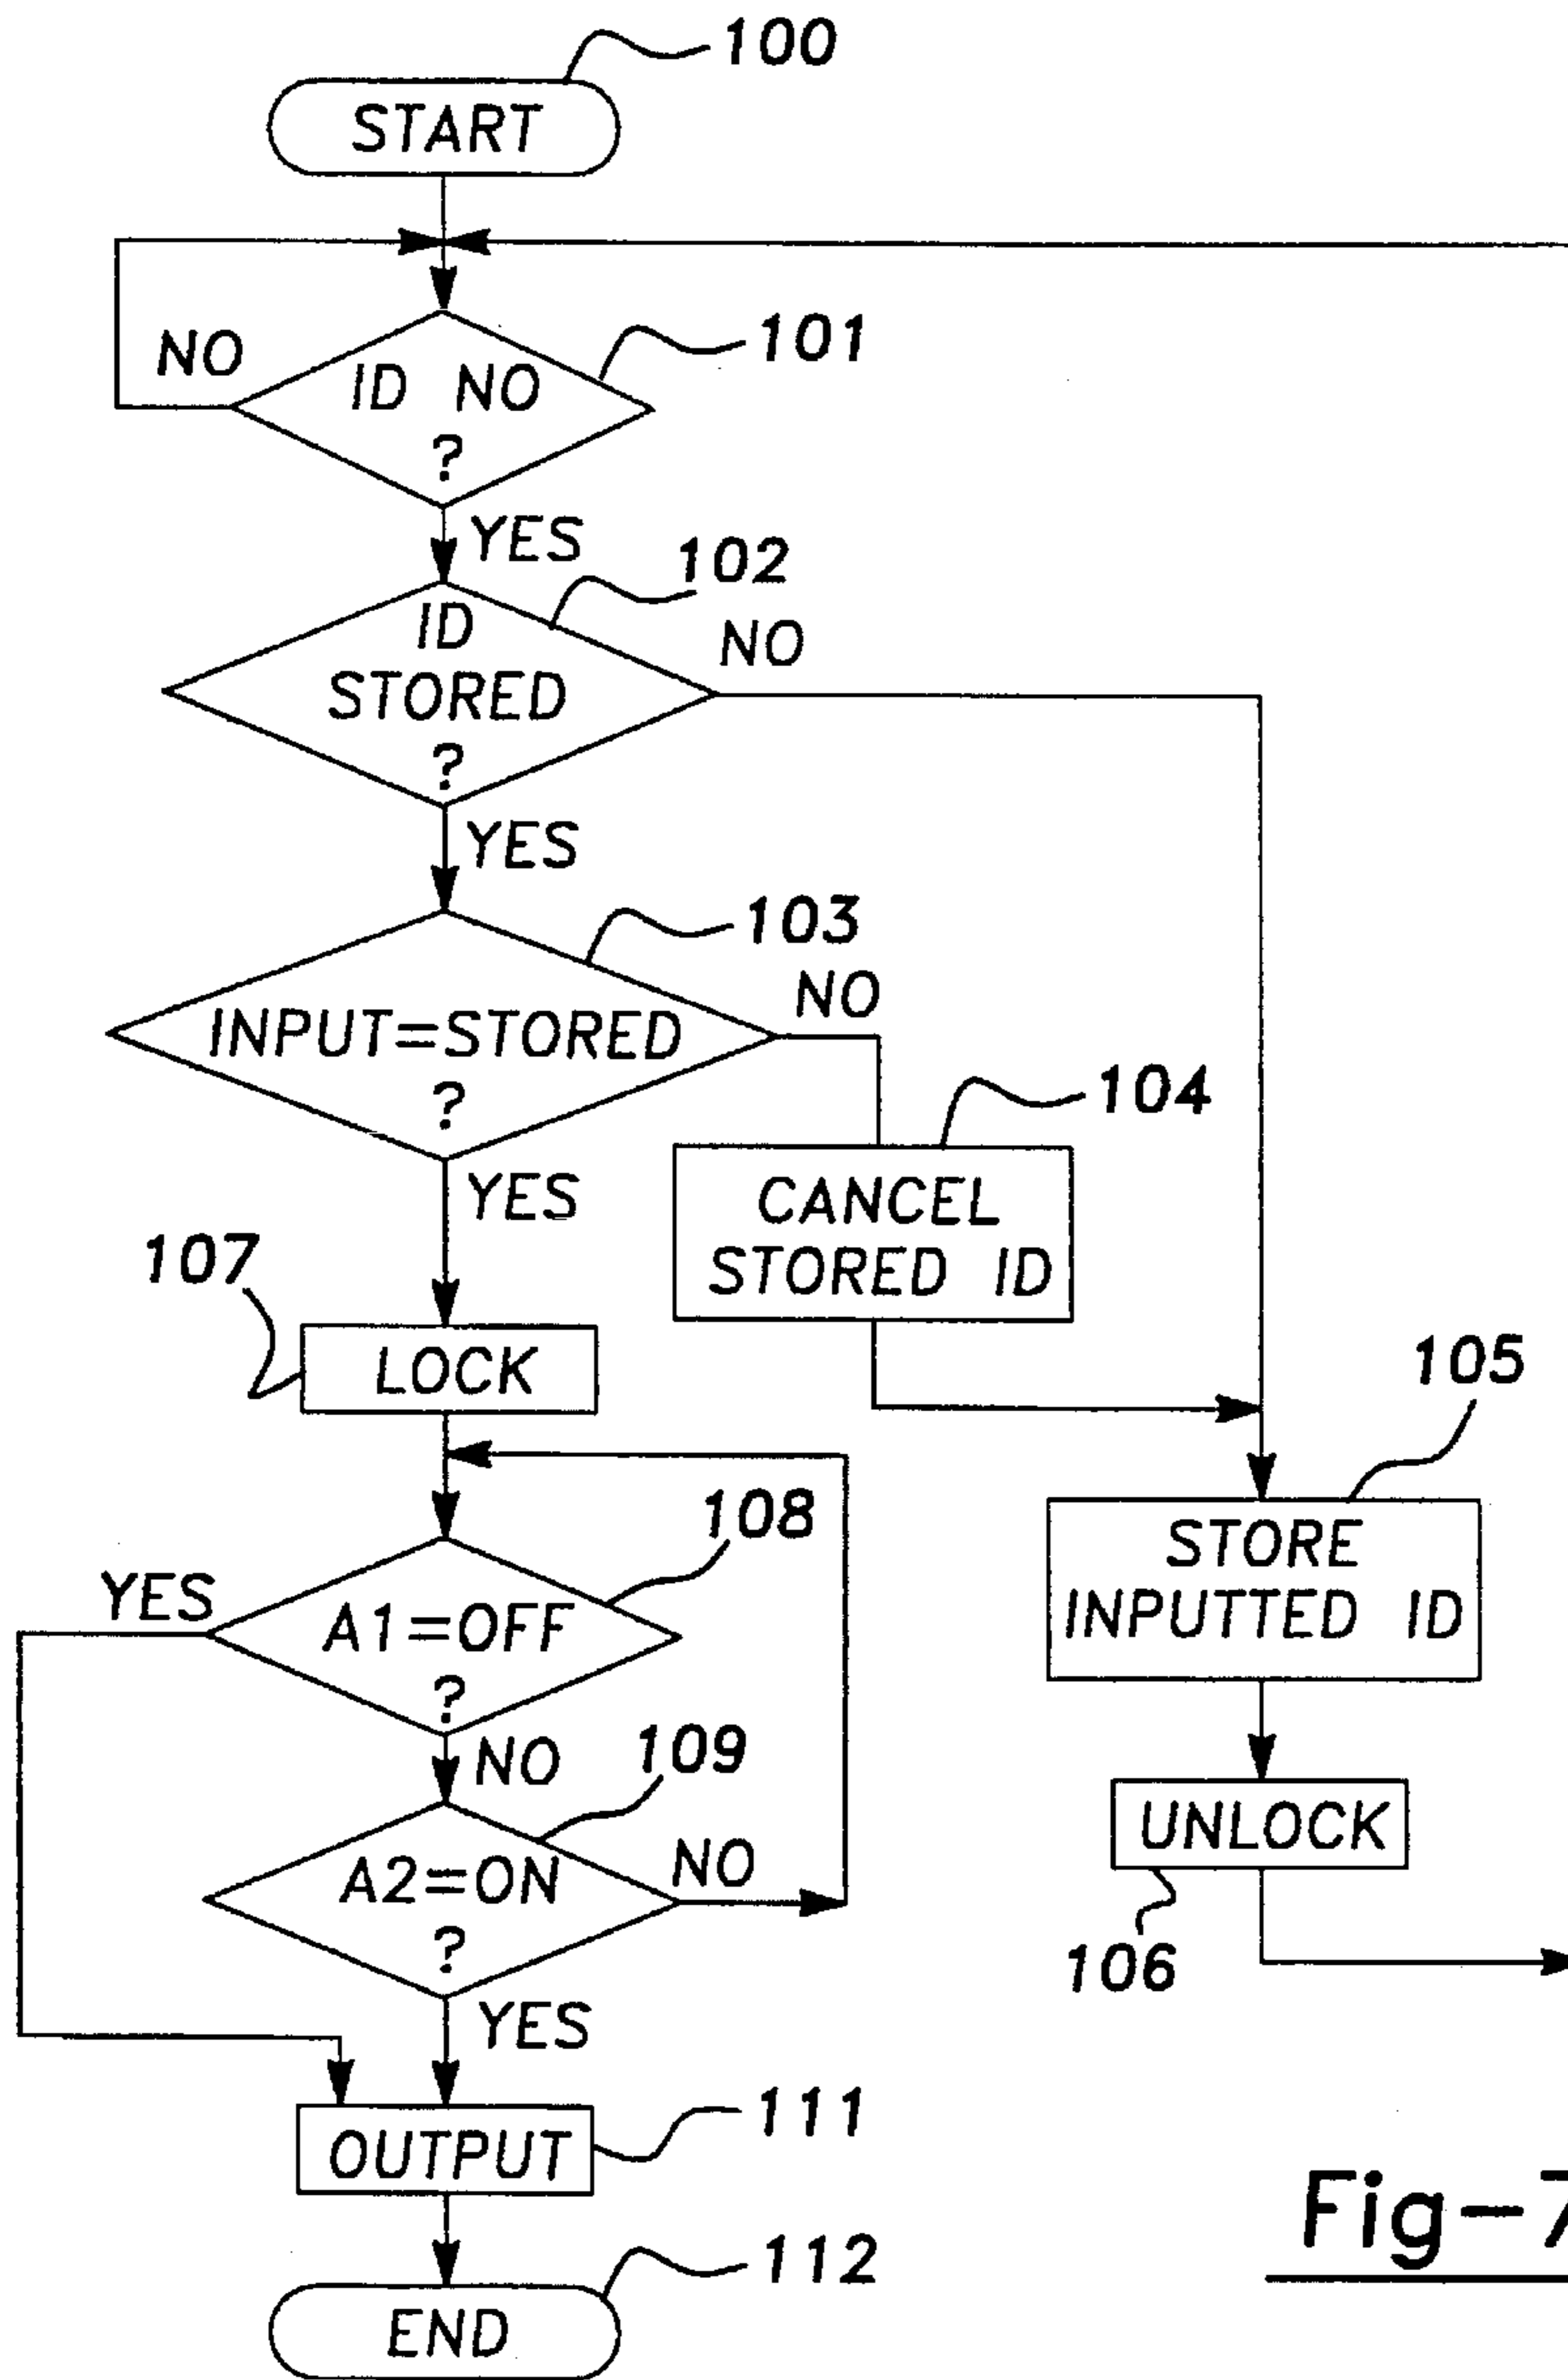 100
START
NO
101
ID NO
?
YES
102
ID
STORED
?
NO
YES
103
INPUT=STORED
?
NO
104
CANCEL
STORED ID
YES
107
LOCK
105
STORE
INPUTTED ID
108
YES
A1=OFF
?
NO
109
A2=ON
?
NO
UNLOCK
106
YES
111
OUTPUT
112
END
Fig-7